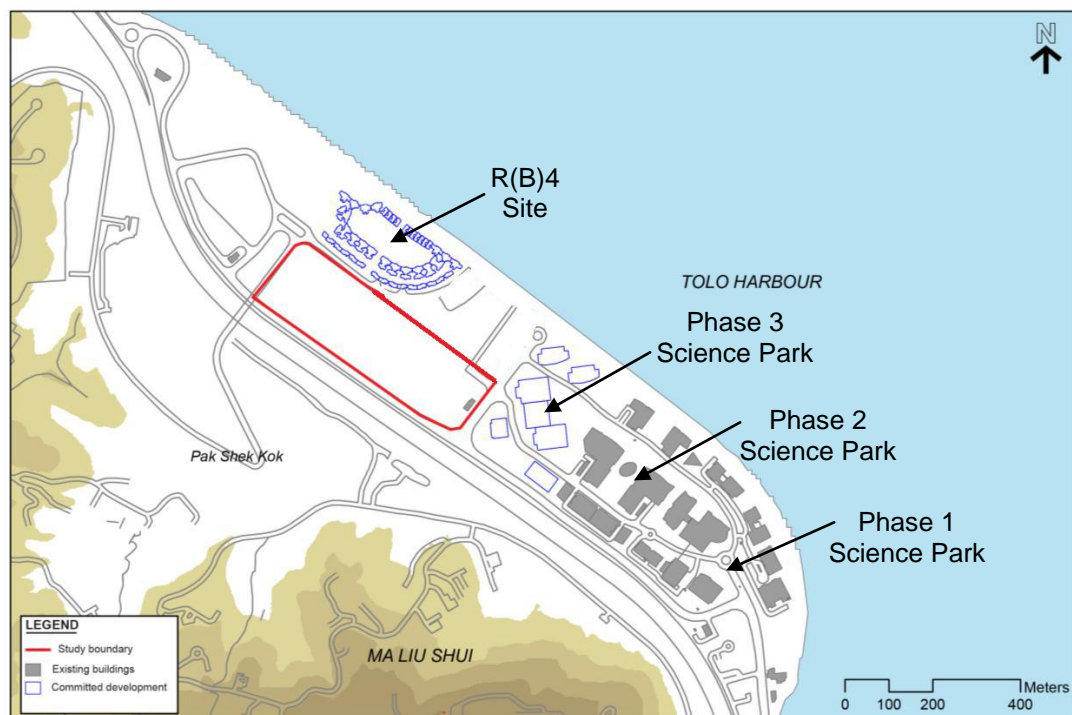 N
R(B)4
Site
TOLO HARBOUR
Phase 3
Science Park
Phase 2
Science Park
Pak Shek Kok
Phase 1
Science Park
LEGEND
Study boundary
Existing buildings
Committed development
MA LIU SHUI
Meters
0 100 200 400